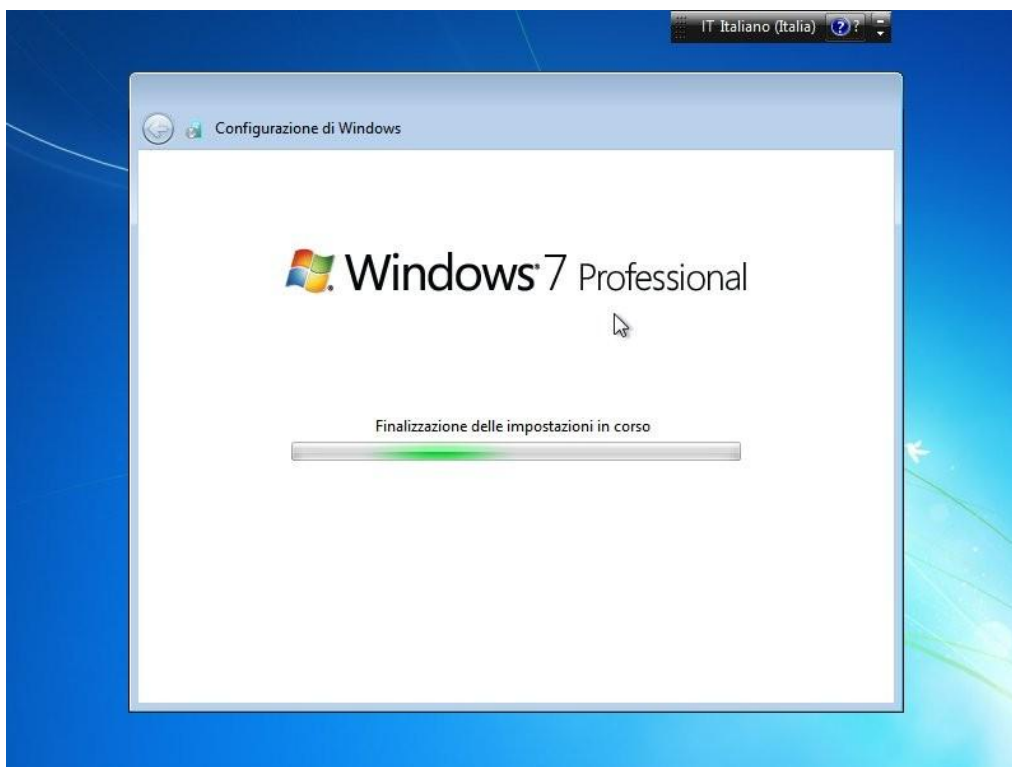 IT Italiano (Italia) ?
Configurazione di Windows
Windows® 7 Professional
Finalizzazione delle impostazioni in corso